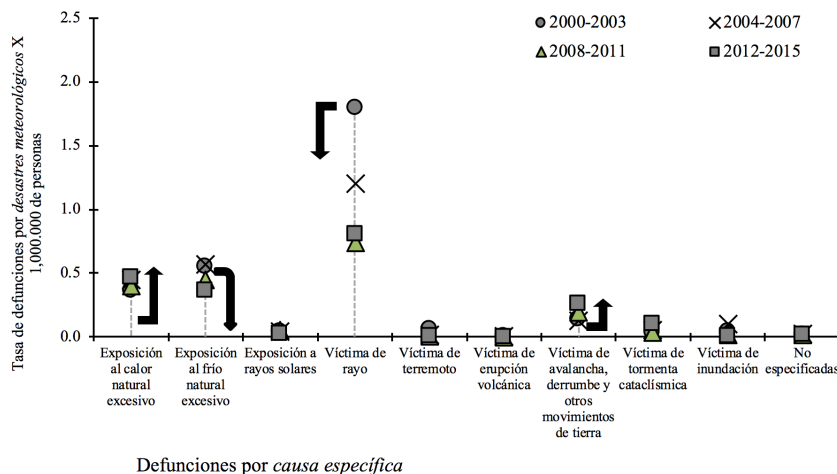 2.5
2.0
1.5
1.0
0.5
0.0
Tasa de defunciones por desastres meteorológicos X
1,000.000 de personas
2000-2003
2004-2007
2008-2011
2012-2015
Exposición
al calor
natural
excesivo
Exposición
al frío
natural
excesivo
Exposición a
rayos solares
Víctima de
rayo
Víctima de
terremoto
Víctima de
erupción
volcánica
Víctima de
avalancha,
derrumbe y
otros
movimientos
de tierra
Víctima de
tormenta
cataclísmica
Víctima de
inundación
No
especificadas
Defunciones por causa específica